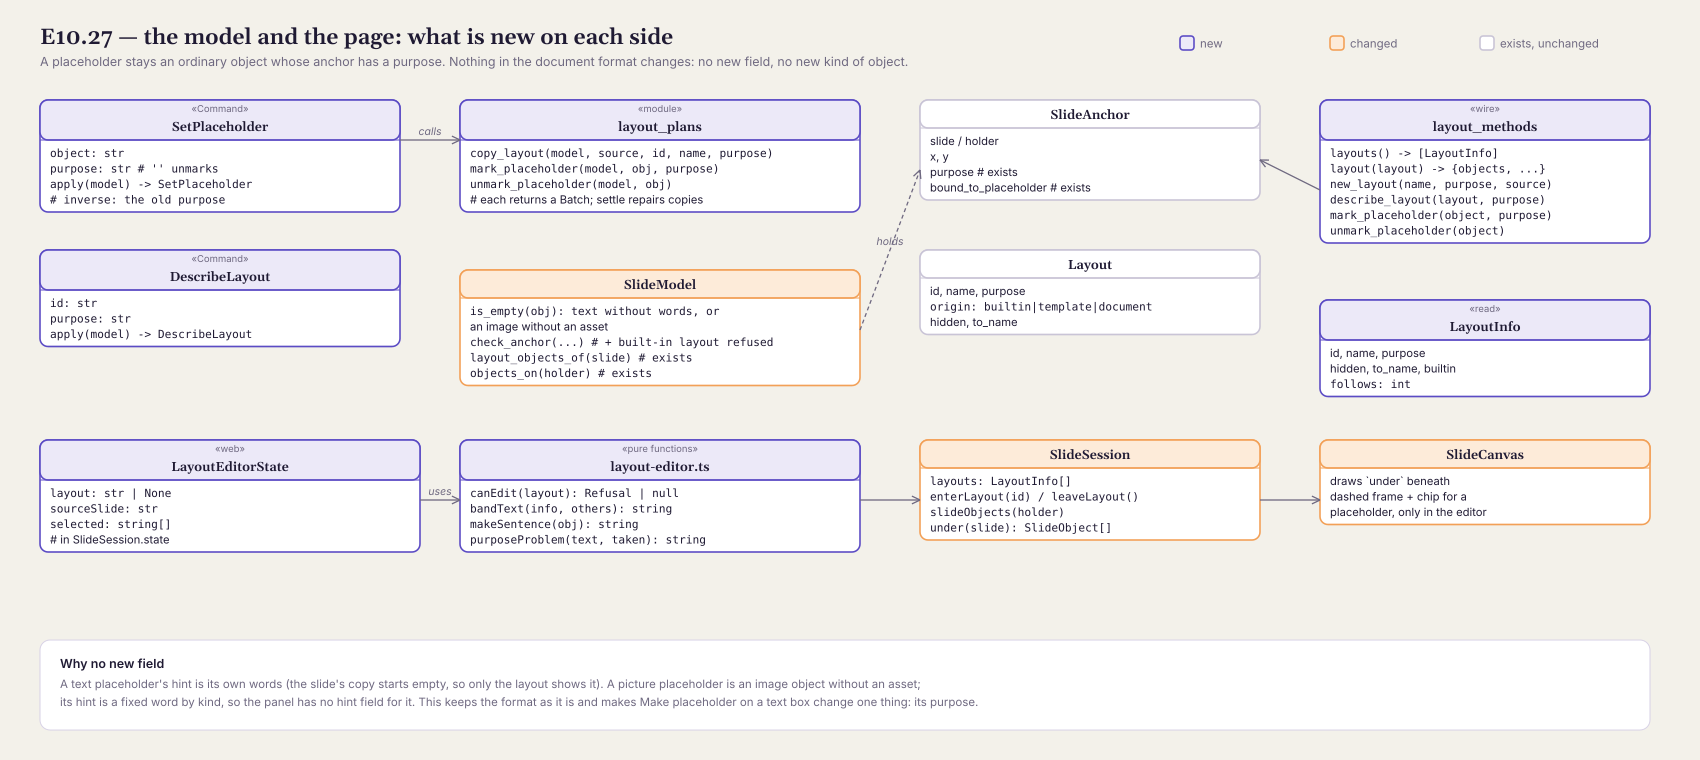 E10.27 — the model and the page: what is new on each side
A placeholder stays an ordinary object whose anchor has a purpose. Nothing in the document format changes: no new field, no new kind of object.
new
changed
exists, unchanged
«Command»
SetPlaceholder
object: str
purpose: str # '' unmarks
apply(model) -> SetPlaceholder
# inverse: the old purpose
calls
«module»
layout_plans
copy_layout(model, source, id, name, purpose)
mark_placeholder(model, obj, purpose)
unmark_placeholder(model, obj)
# each returns a Batch; settle repairs copies
SlideAnchor
slide / holder
x, y
purpose # exists
bound_to_placeholder # exists
«wire»
layout_methods
layouts() -> [LayoutInfo]
layout(layout) -> {objects, ...}
new_layout(name, purpose, source)
describe_layout(layout, purpose)
mark_placeholder(object, purpose)
unmark_placeholder(object)
«Command»
DescribeLayout
id: str
purpose: str
apply(model) -> DescribeLayout
SlideModel
is_empty(obj): text without words, or
an image without an asset
check_anchor(...) # + built-in layout refused
layout_objects_of(slide) # exists
objects_on(holder) # exists
holds
Layout
id, name, purpose
origin: builtin|template|document
hidden, to_name
«read»
LayoutInfo
id, name, purpose
hidden, to_name, builtin
follows: int
«web»
LayoutEditorState
layout: str | None
sourceSlide: str
selected: string[]
# in SlideSession.state
uses
«pure functions»
layout-editor.ts
canEdit(layout): Refusal | null
bandText(info, others): string
makeSentence(obj): string
purposeProblem(text, taken): string
SlideSession
layouts: LayoutInfo[]
enterLayout(id) / leaveLayout()
slideObjects(holder)
under(slide): SlideObject[]
SlideCanvas
draws `under` beneath
dashed frame + chip for a
placeholder, only in the editor
Why no new field
A text placeholder's hint is its own words (the slide's copy starts empty, so only the layout shows it). A picture placeholder is an image object without an asset;
its hint is a fixed word by kind, so the panel has no hint field for it. This keeps the format as it is and makes Make placeholder on a text box change one thing: its purpose.